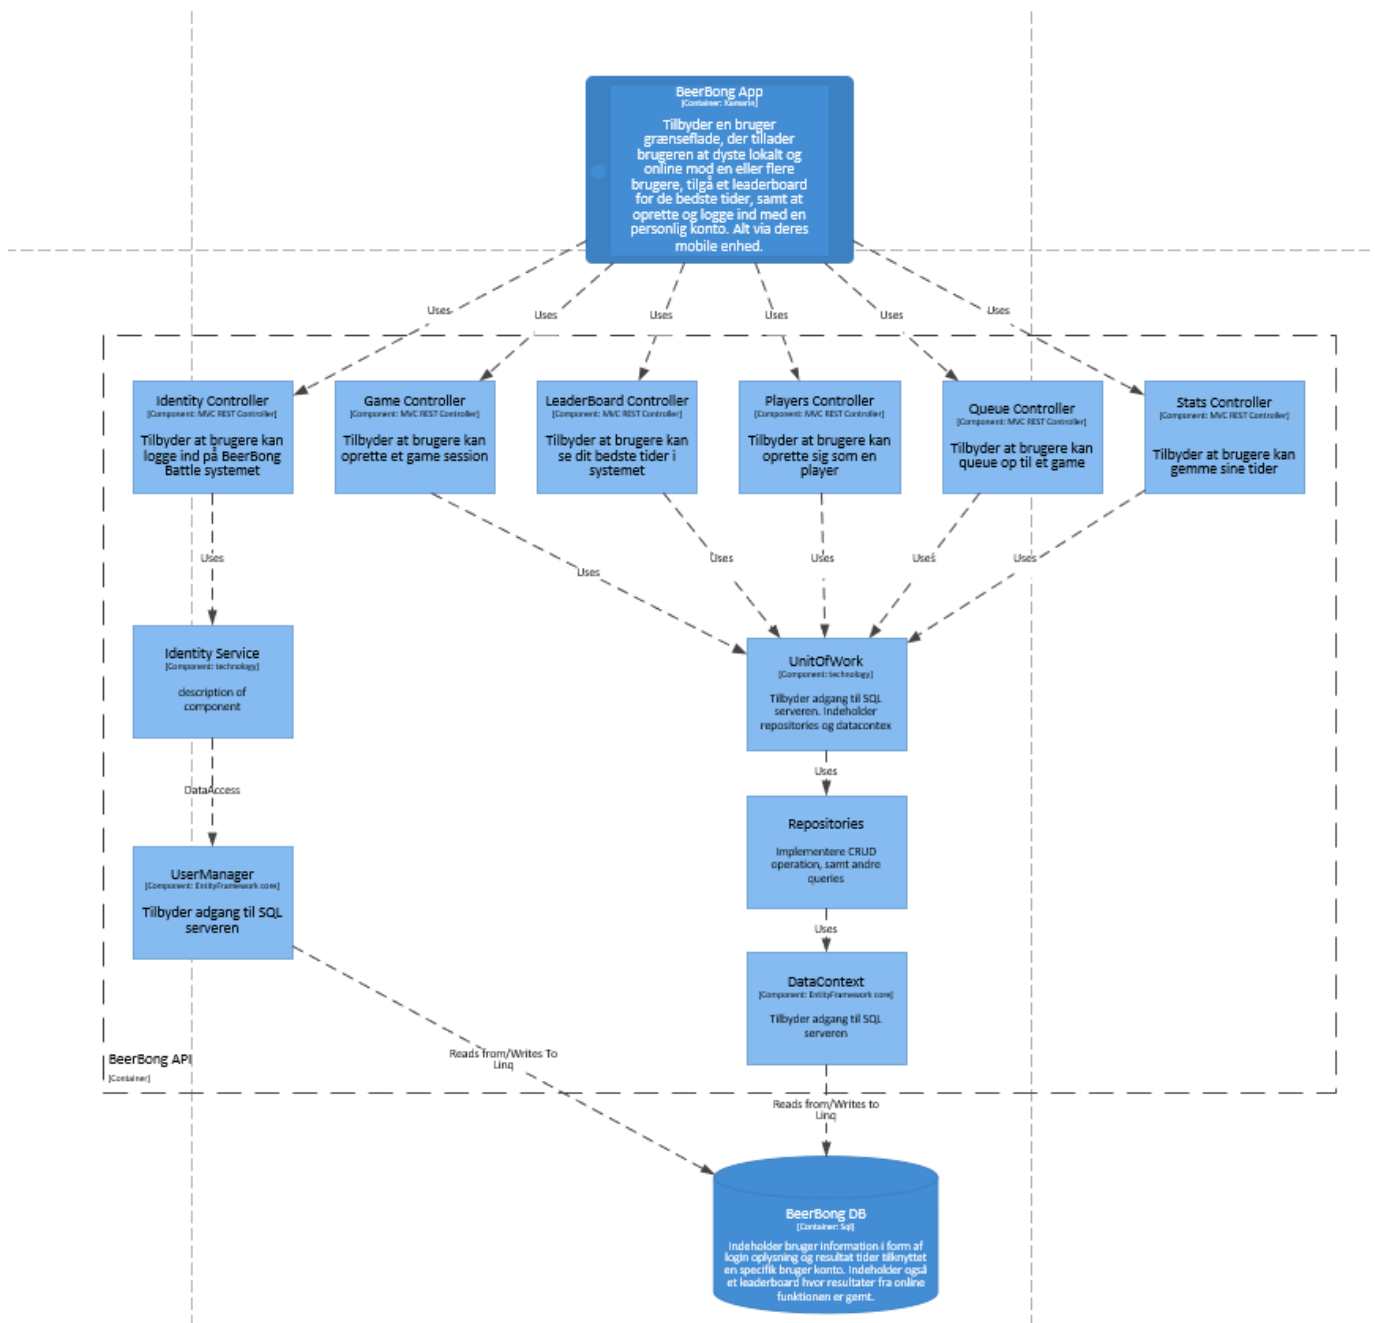 BeerBong App
[Container: Xamarin]
Tilbyder en bruger
grænseflade, der tillader
brugeren at dyste lokalt og
online mod en eller flere
brugere, tilgå et leaderboard
for de bedste tider, samt at
oprette og logge ind med en
personlig konto. Alt via deres
mobile enhed.
Uses
Uses
Uses
Uses
Uses
Uses
Identity Controller
[Component: MVC REST Controller]
Tilbyder at brugere kan
logge ind på BeerBong
Battle systemet
Game Controller
[Component: MVC REST Controller]
Tilbyder at brugere kan
oprette et game session
LeaderBoard Controller
[Component: MVC REST Controller]
Tilbyder at brugere kan
se dit bedste tider i
systemet
Players Controller
[Component: MVC REST Controller]
Tilbyder at brugere kan
oprette sig som en
player
Queue Controller
[Component: MVC REST Controller]
Tilbyder at brugere kan
queue op til et game
Stats Controller
[Component: MVC REST Controller]
Tilbyder at brugere kan
gemme sine tider
Uses
Uses
Uses
Uses
Uses
Uses
Identity Service
[Component: technology]
description of
component
UnitOfWork
[Component: technology]
Tilbyder adgang til SQL
serveren. Indeholder
repositories og datacontex
Uses
DataAccess
Repositories
Implementere CRUD
operation, samt andre
queries
UserManager
[Component: EntityFramework core]
Tilbyder adgang til SQL
serveren
Uses
DataContext
[Component: EntityFramework core]
Tilbyder adgang til SQL
serveren
Reads from/Writes To
Linq
BeerBong API
[Container]
Reads from/Writes to
Linq
BeerBong DB
[Container: Sql]
Indeholder bruger information i form af
login oplysning og resultat tider tilknyttet
en specifik bruger konto. Indeholder også
et leaderboard hvor resultater fra online
funktionen er gemt.